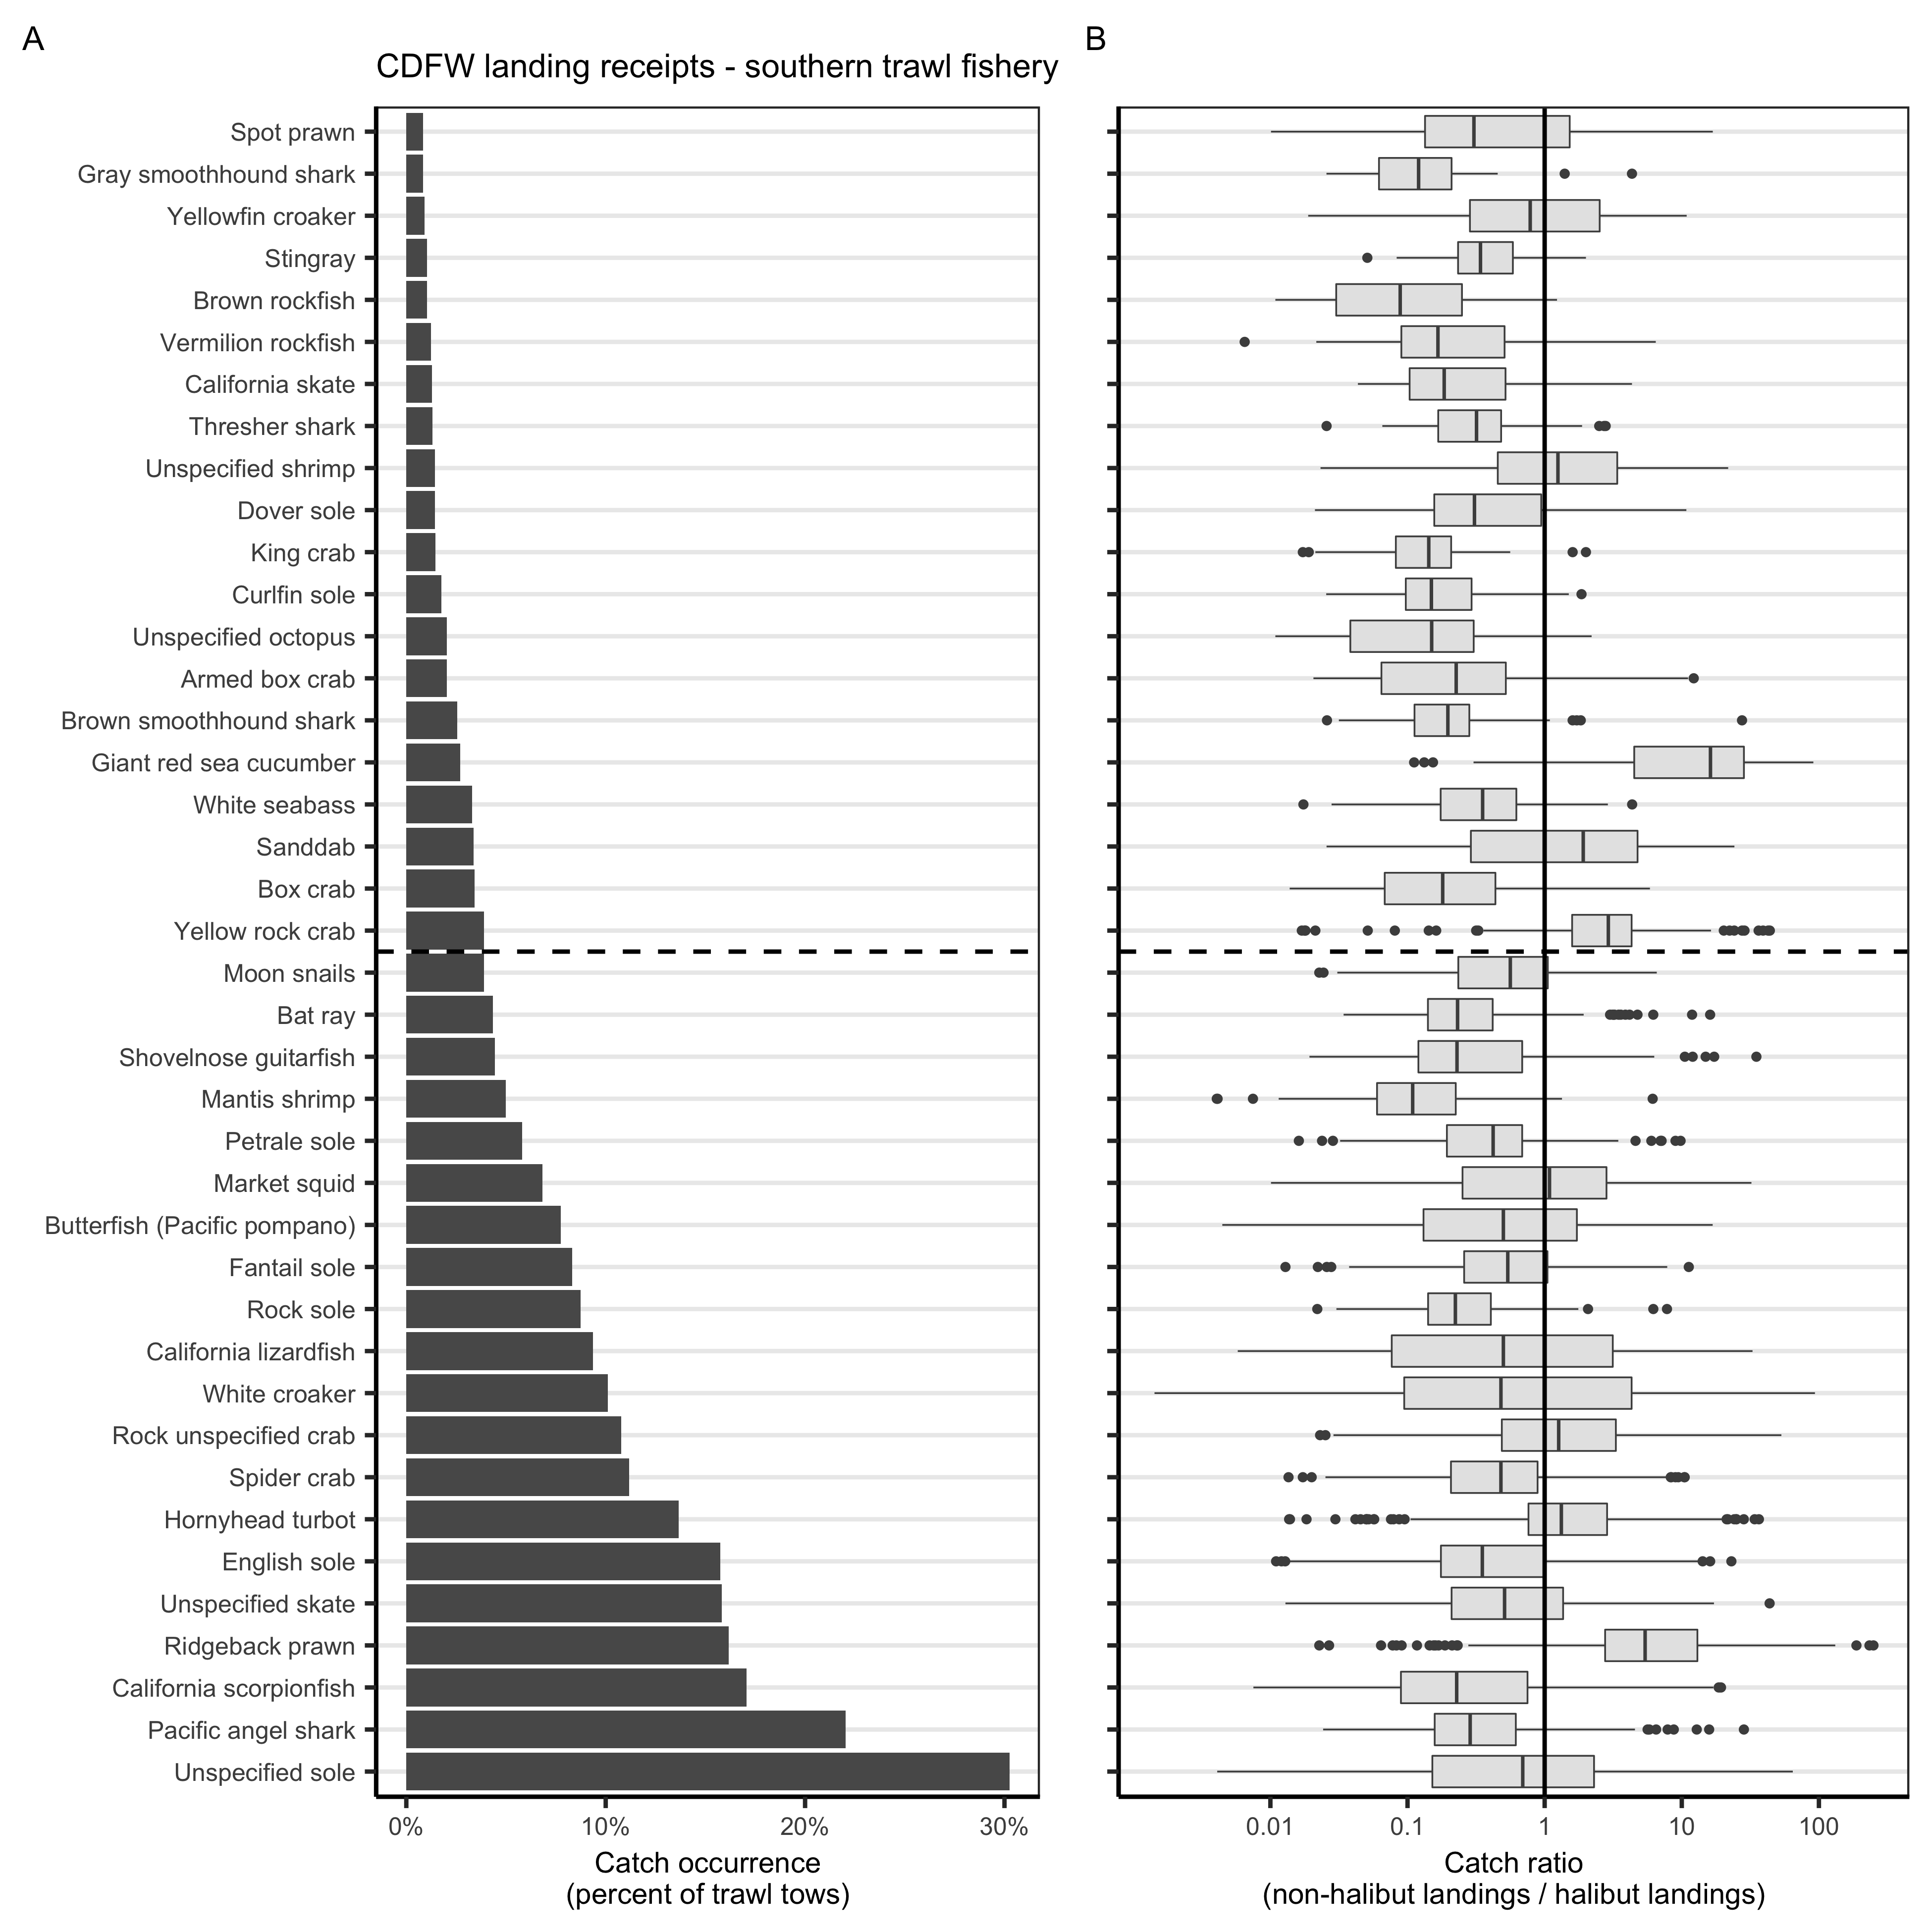 A
B
CDFW landing receipts - southern trawl fishery
Spot prawn
Gray smoothhound shark
Yellowfin croaker
Stingray
Brown rockfish
Vermilion rockfish
California skate
Thresher shark
Unspecified shrimp
Dover sole
King crab
Curlfin sole
Unspecified octopus
Armed box crab
Brown smoothhound shark
Giant red sea cucumber
White seabass
Sanddab
Box crab
Yellow rock crab
Moon snails
Bat ray
Shovelnose guitarfish
Mantis shrimp
Petrale sole
Market squid
Butterfish (Pacific pompano)
Fantail sole
Rock sole
California lizardfish
White croaker
Rock unspecified crab
Spider crab
Hornyhead turbot
English sole
Unspecified skate
Ridgeback prawn
California scorpionfish
Pacific angel shark
Unspecified sole
0% 10% 20% 30%
Catch occurrence
(percent of trawl tows)
0.01 0.1 1 10 100
Catch ratio
(non-halibut landings / halibut landings)